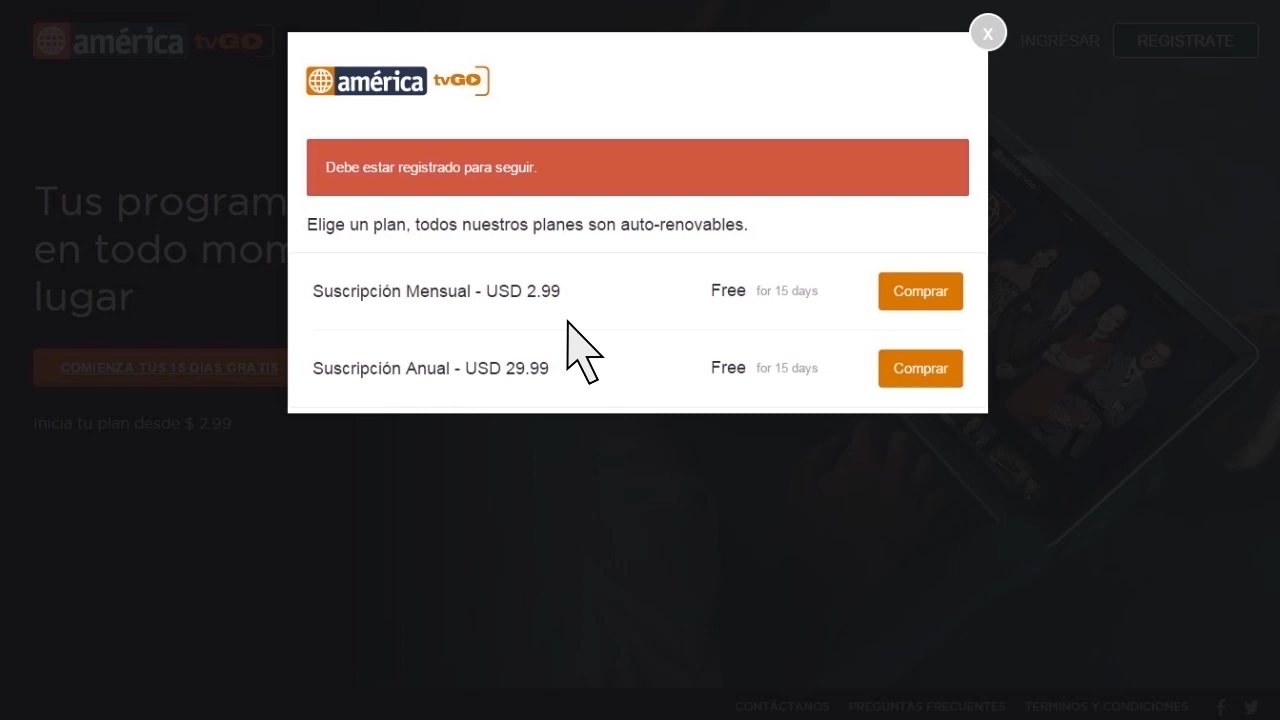 américa tvGO
INGRESAR
REGISTRATE
x
américa tvGO
Debe estar registrado para seguir.
Elige un plan, todos nuestros planes son auto-renovables.
Suscripción Mensual - USD 2.99
Free for 15 days
Comprar
Suscripción Anual - USD 29.99
Free for 15 days
Comprar
Tus program
en todo mom
lugar
COMIENZA TUS 15 DIAS GRATIS
Inicia tu plan desde $ 2.99
CONTÁCTANOS
PREGUNTAS FRECUENTES
TERMINOS Y CONDICIONES